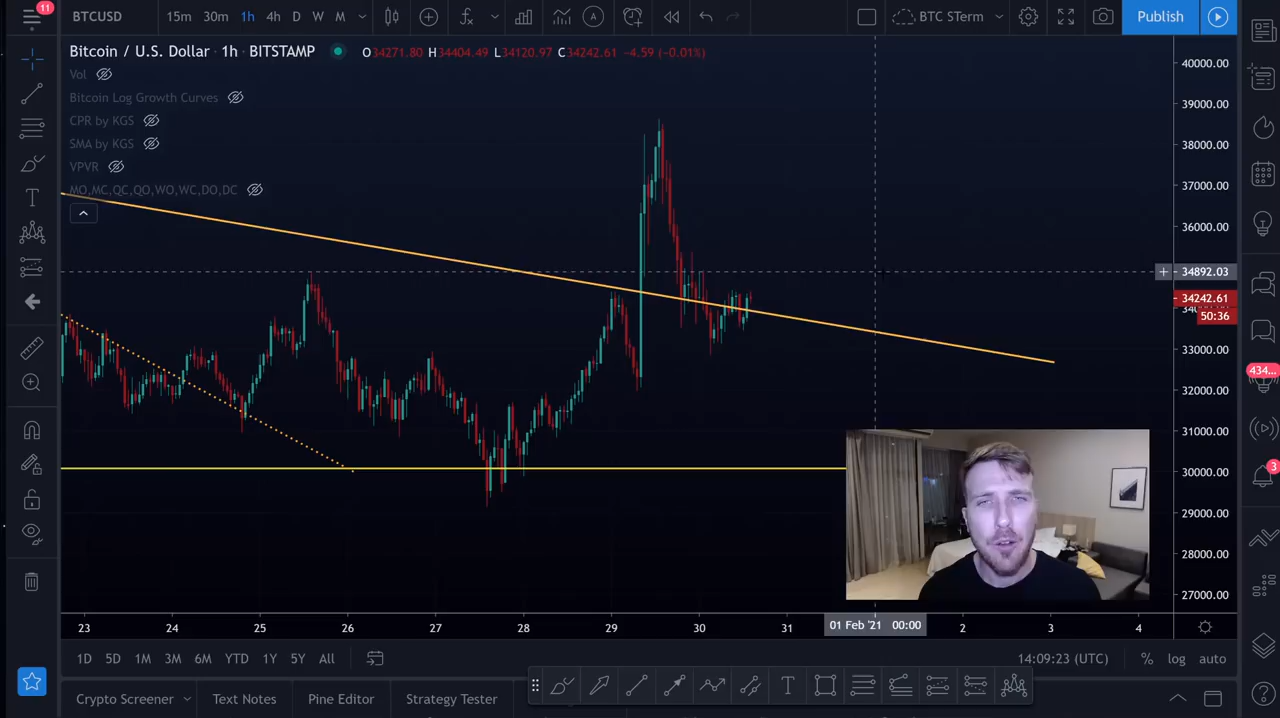 11
BTCUSD 15m 30m 1h 4h D W M BTC STerm Publish
Bitcoin / U.S. Dollar · 1h · BITSTAMP O34271.80 H34404.49 L34120.97 C34242.61 −4.59 (−0.01%)
Vol
Bitcoin Log Growth Curves
CPR by KGS
SMA by KGS
VPVR
MO,MC,QC,QO,WO,WC,DO,DC
40000.00
39000.00
38000.00
37000.00
36000.00
34892.03
34242.61
50:36
33000.00
32000.00
31000.00
30000.00
29000.00
28000.00
27000.00
434...
3
23 24 25 26 27 28 29 30 31 01 Feb '21 00:00 2 3 4
1D 5D 1M 3M 6M YTD 1Y 5Y All 14:09:23 (UTC) % log auto
Crypto Screener Text Notes Pine Editor Strategy Tester